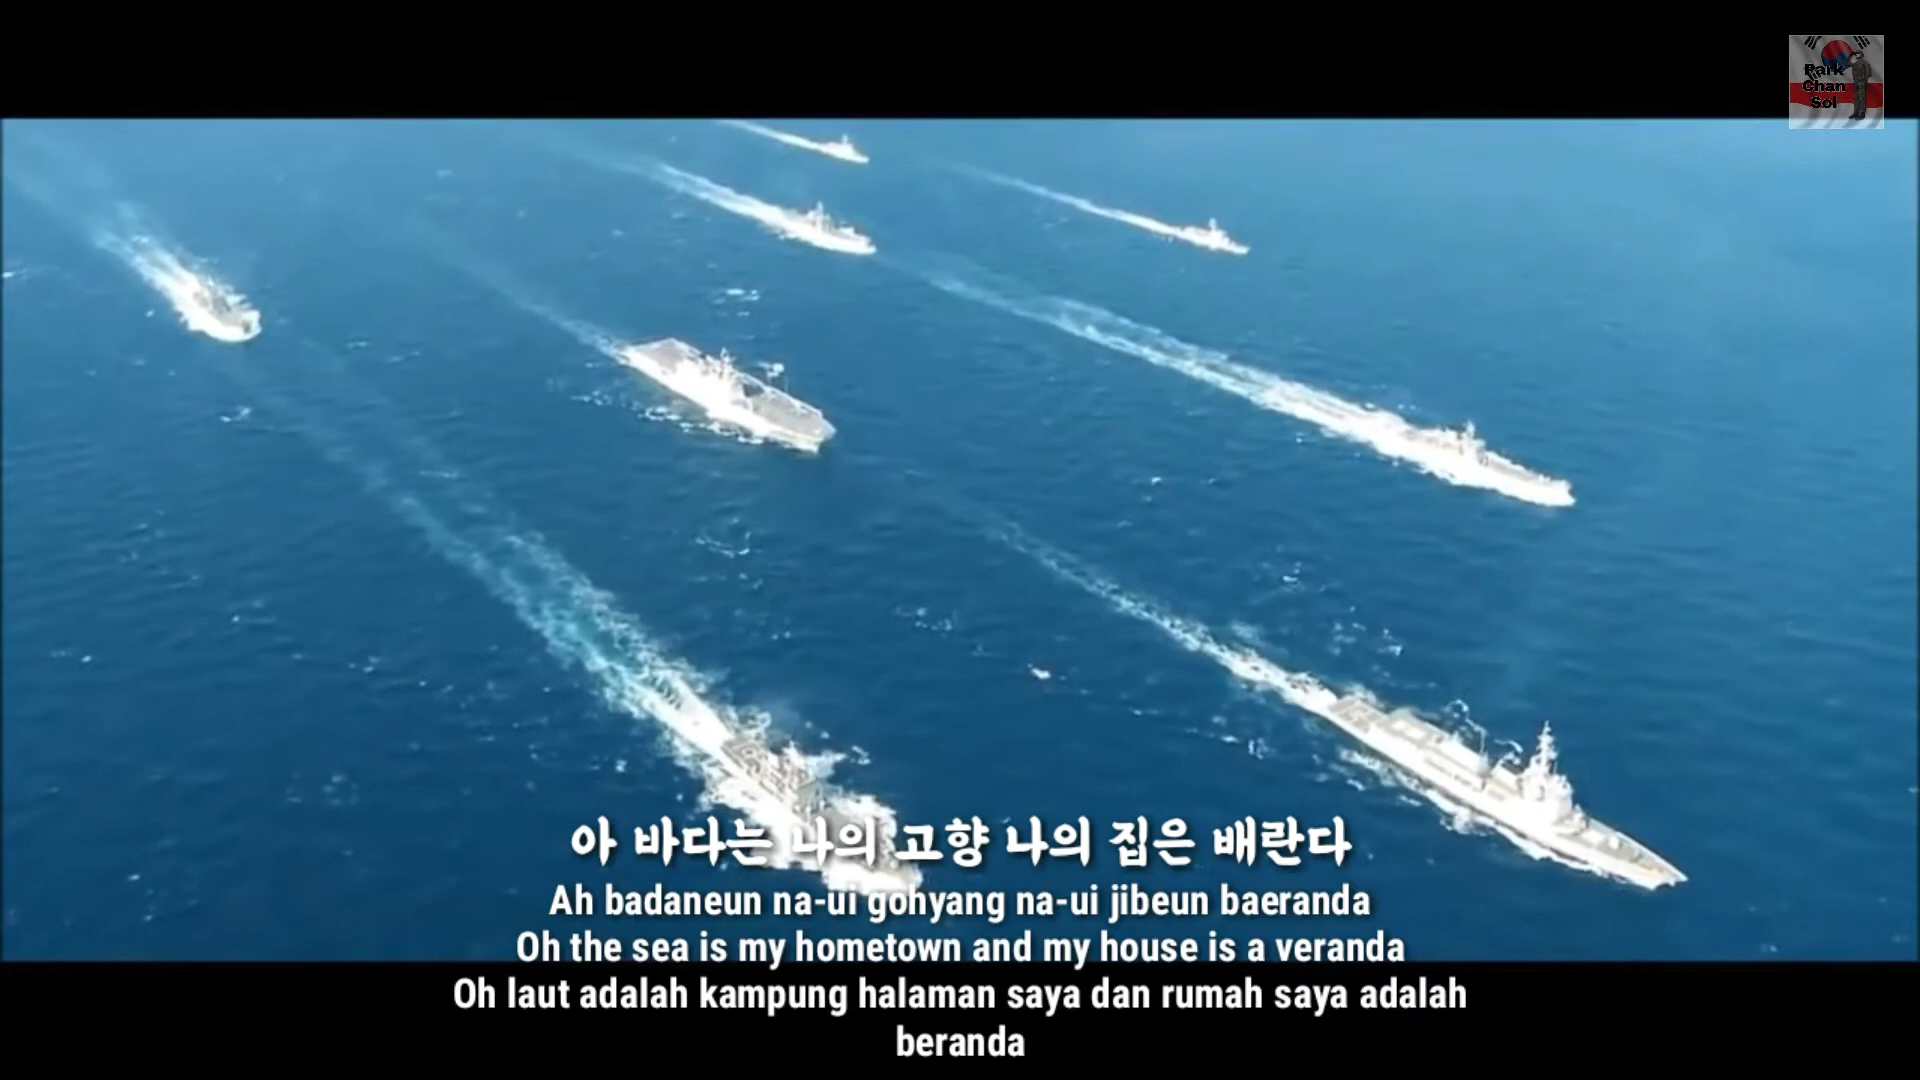 Park
Chan
Sol
아 바다는 나의 고향 나의 집은 배란다
Ah badaneun na-ui gohyang na-ui jibeun baeranda
Oh the sea is my hometown and my house is a veranda
Oh laut adalah kampung halaman saya dan rumah saya adalah
beranda